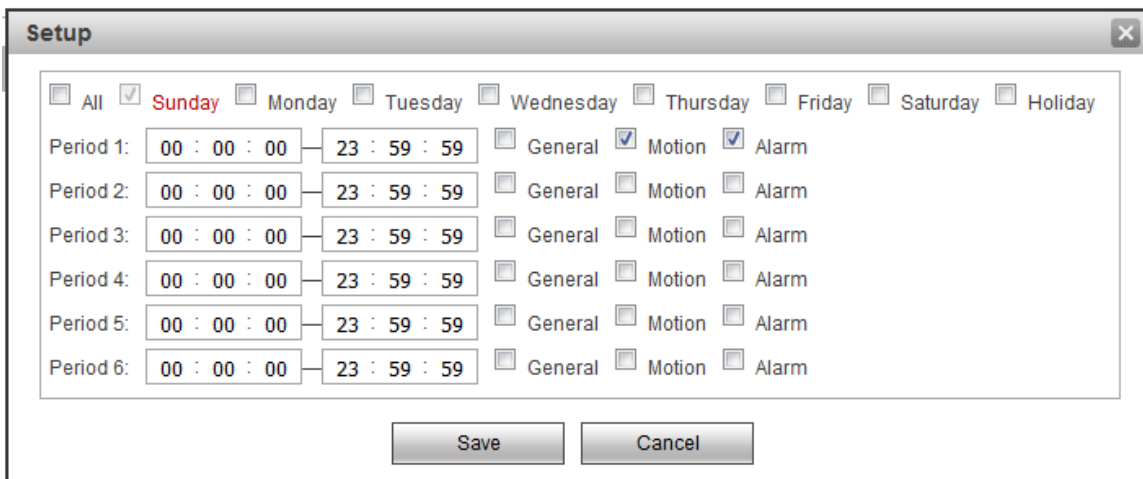 Setup
All Sunday Monday Tuesday Wednesday Thursday Friday Saturday Holiday
Period 1: 00 : 00 : 00 — 23 : 59 : 59 General Motion Alarm
Period 2: 00 : 00 : 00 — 23 : 59 : 59 General Motion Alarm
Period 3: 00 : 00 : 00 — 23 : 59 : 59 General Motion Alarm
Period 4: 00 : 00 : 00 — 23 : 59 : 59 General Motion Alarm
Period 5: 00 : 00 : 00 — 23 : 59 : 59 General Motion Alarm
Period 6: 00 : 00 : 00 — 23 : 59 : 59 General Motion Alarm
Save Cancel